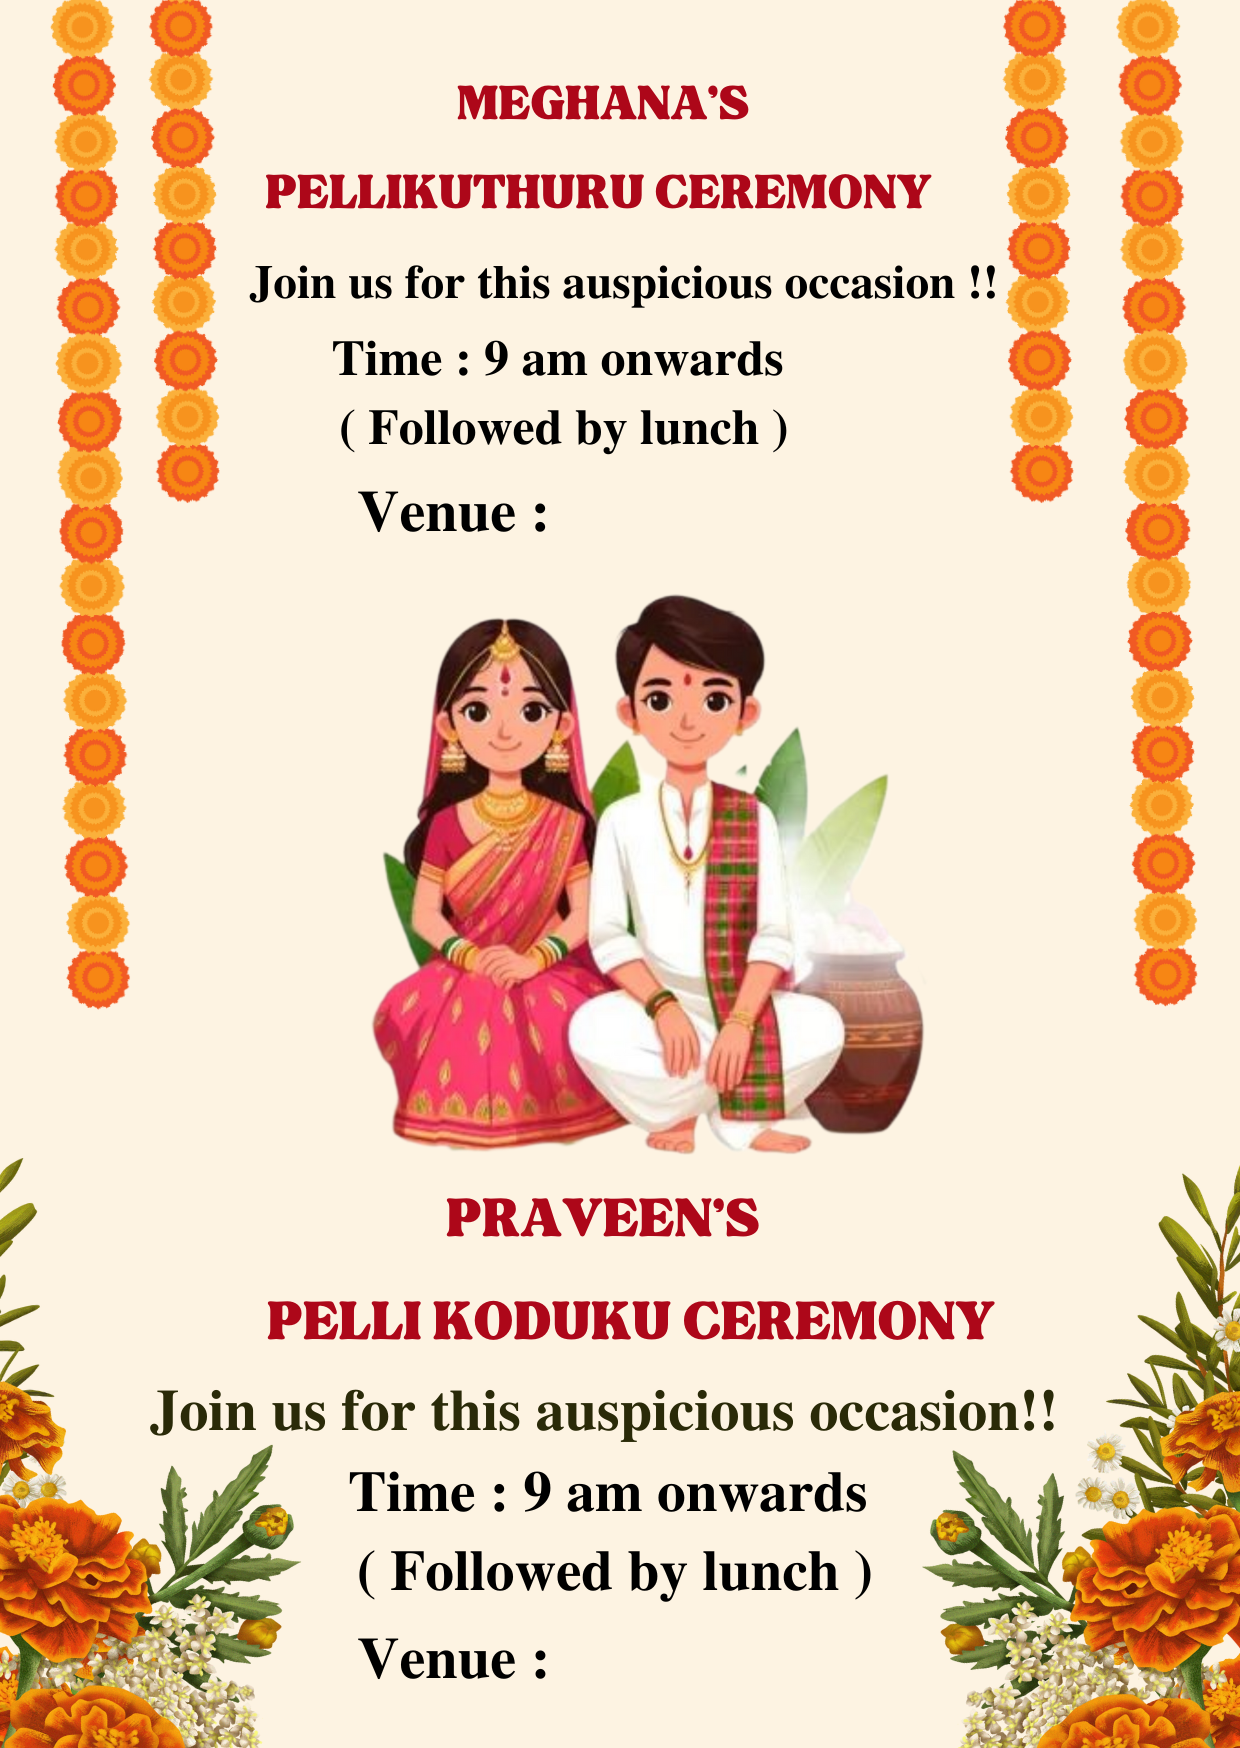 MEGHANA'S
PELLIKUTHURU CEREMONY
Join us for this auspicious occasion !!
Time : 9 am onwards
( Followed by lunch )
Venue :
PRAVEEN'S
PELLI KODUKU CEREMONY
Join us for this auspicious occasion!!
Time : 9 am onwards
( Followed by lunch )
Venue :